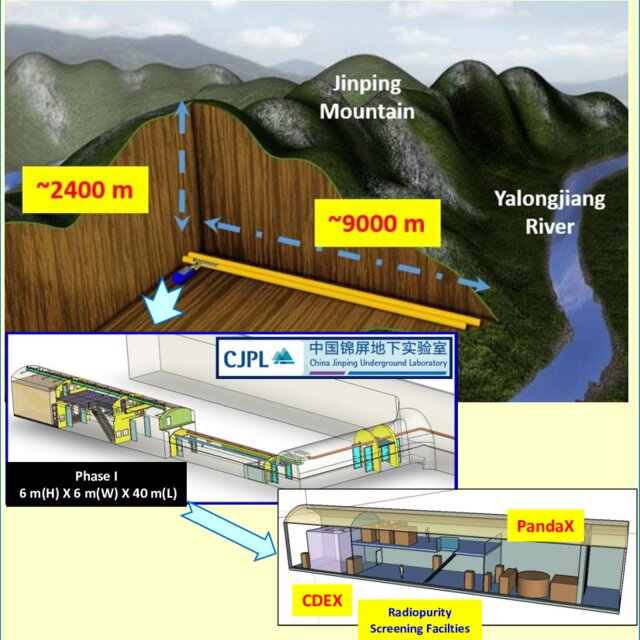 Jinping
Mountain
~2400 m
~9000 m
Yalongjiang
River
CJPL
中国锦屏地下实验室
China Jinping Underground Laboratory
Phase I
6 m(H) X 6 m(W) X 40 m(L)
PandaX
CDEX
Radiopurity
Screening Facilties